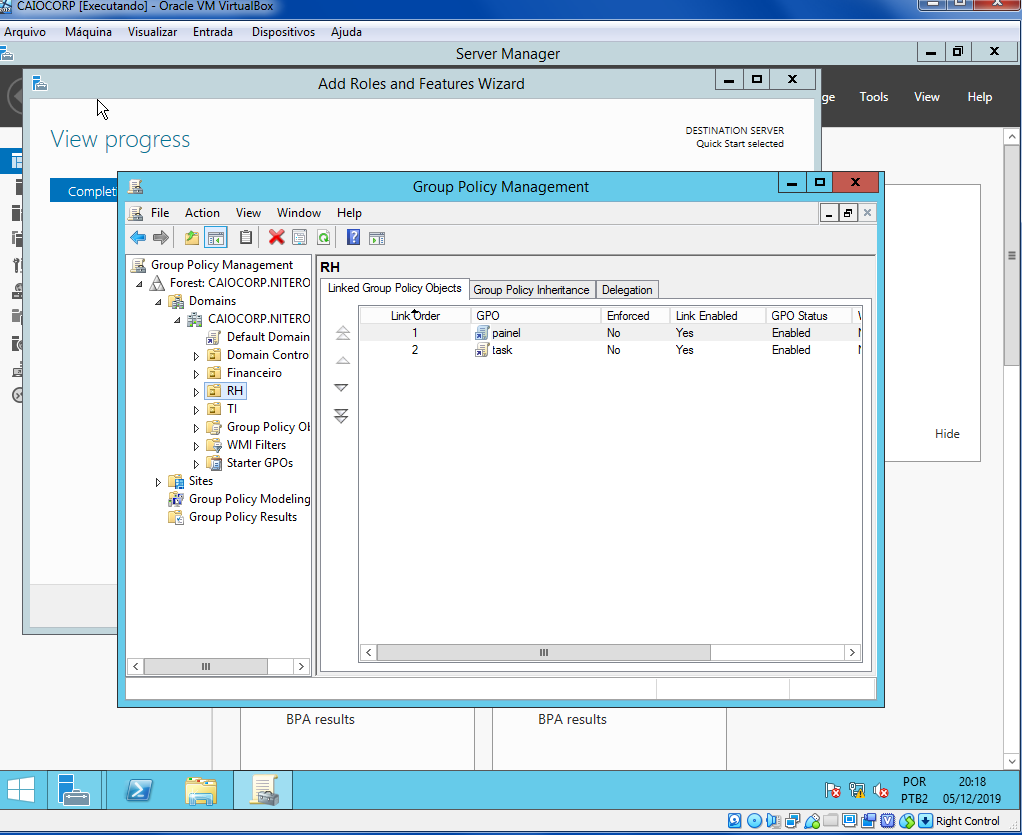 CAIOCORP [Executando] - Oracle VM VirtualBox
Arquivo Máquina Visualizar Entrada Dispositivos Ajuda
Server Manager
Add Roles and Features Wizard
ge Tools View Help
View progress
DESTINATION SERVER
Quick Start selected
Complet
Group Policy Management
File Action View Window Help
Group Policy Management
Forest: CAIOCORP.NITERO
Domains
CAIOCORP.NITERO
Default Domain
Domain Contro
Financeiro
RH
TI
Group Policy Ob
WMI Filters
Starter GPOs
Sites
Group Policy Modeling
Group Policy Results
RH
Linked Group Policy Objects Group Policy Inheritance Delegation
Link Order GPO Enforced Link Enabled GPO Status
1 painel No Yes Enabled
2 task No Yes Enabled
Hide
BPA results BPA results
POR 20:18
PTB2 05/12/2019
Right Control